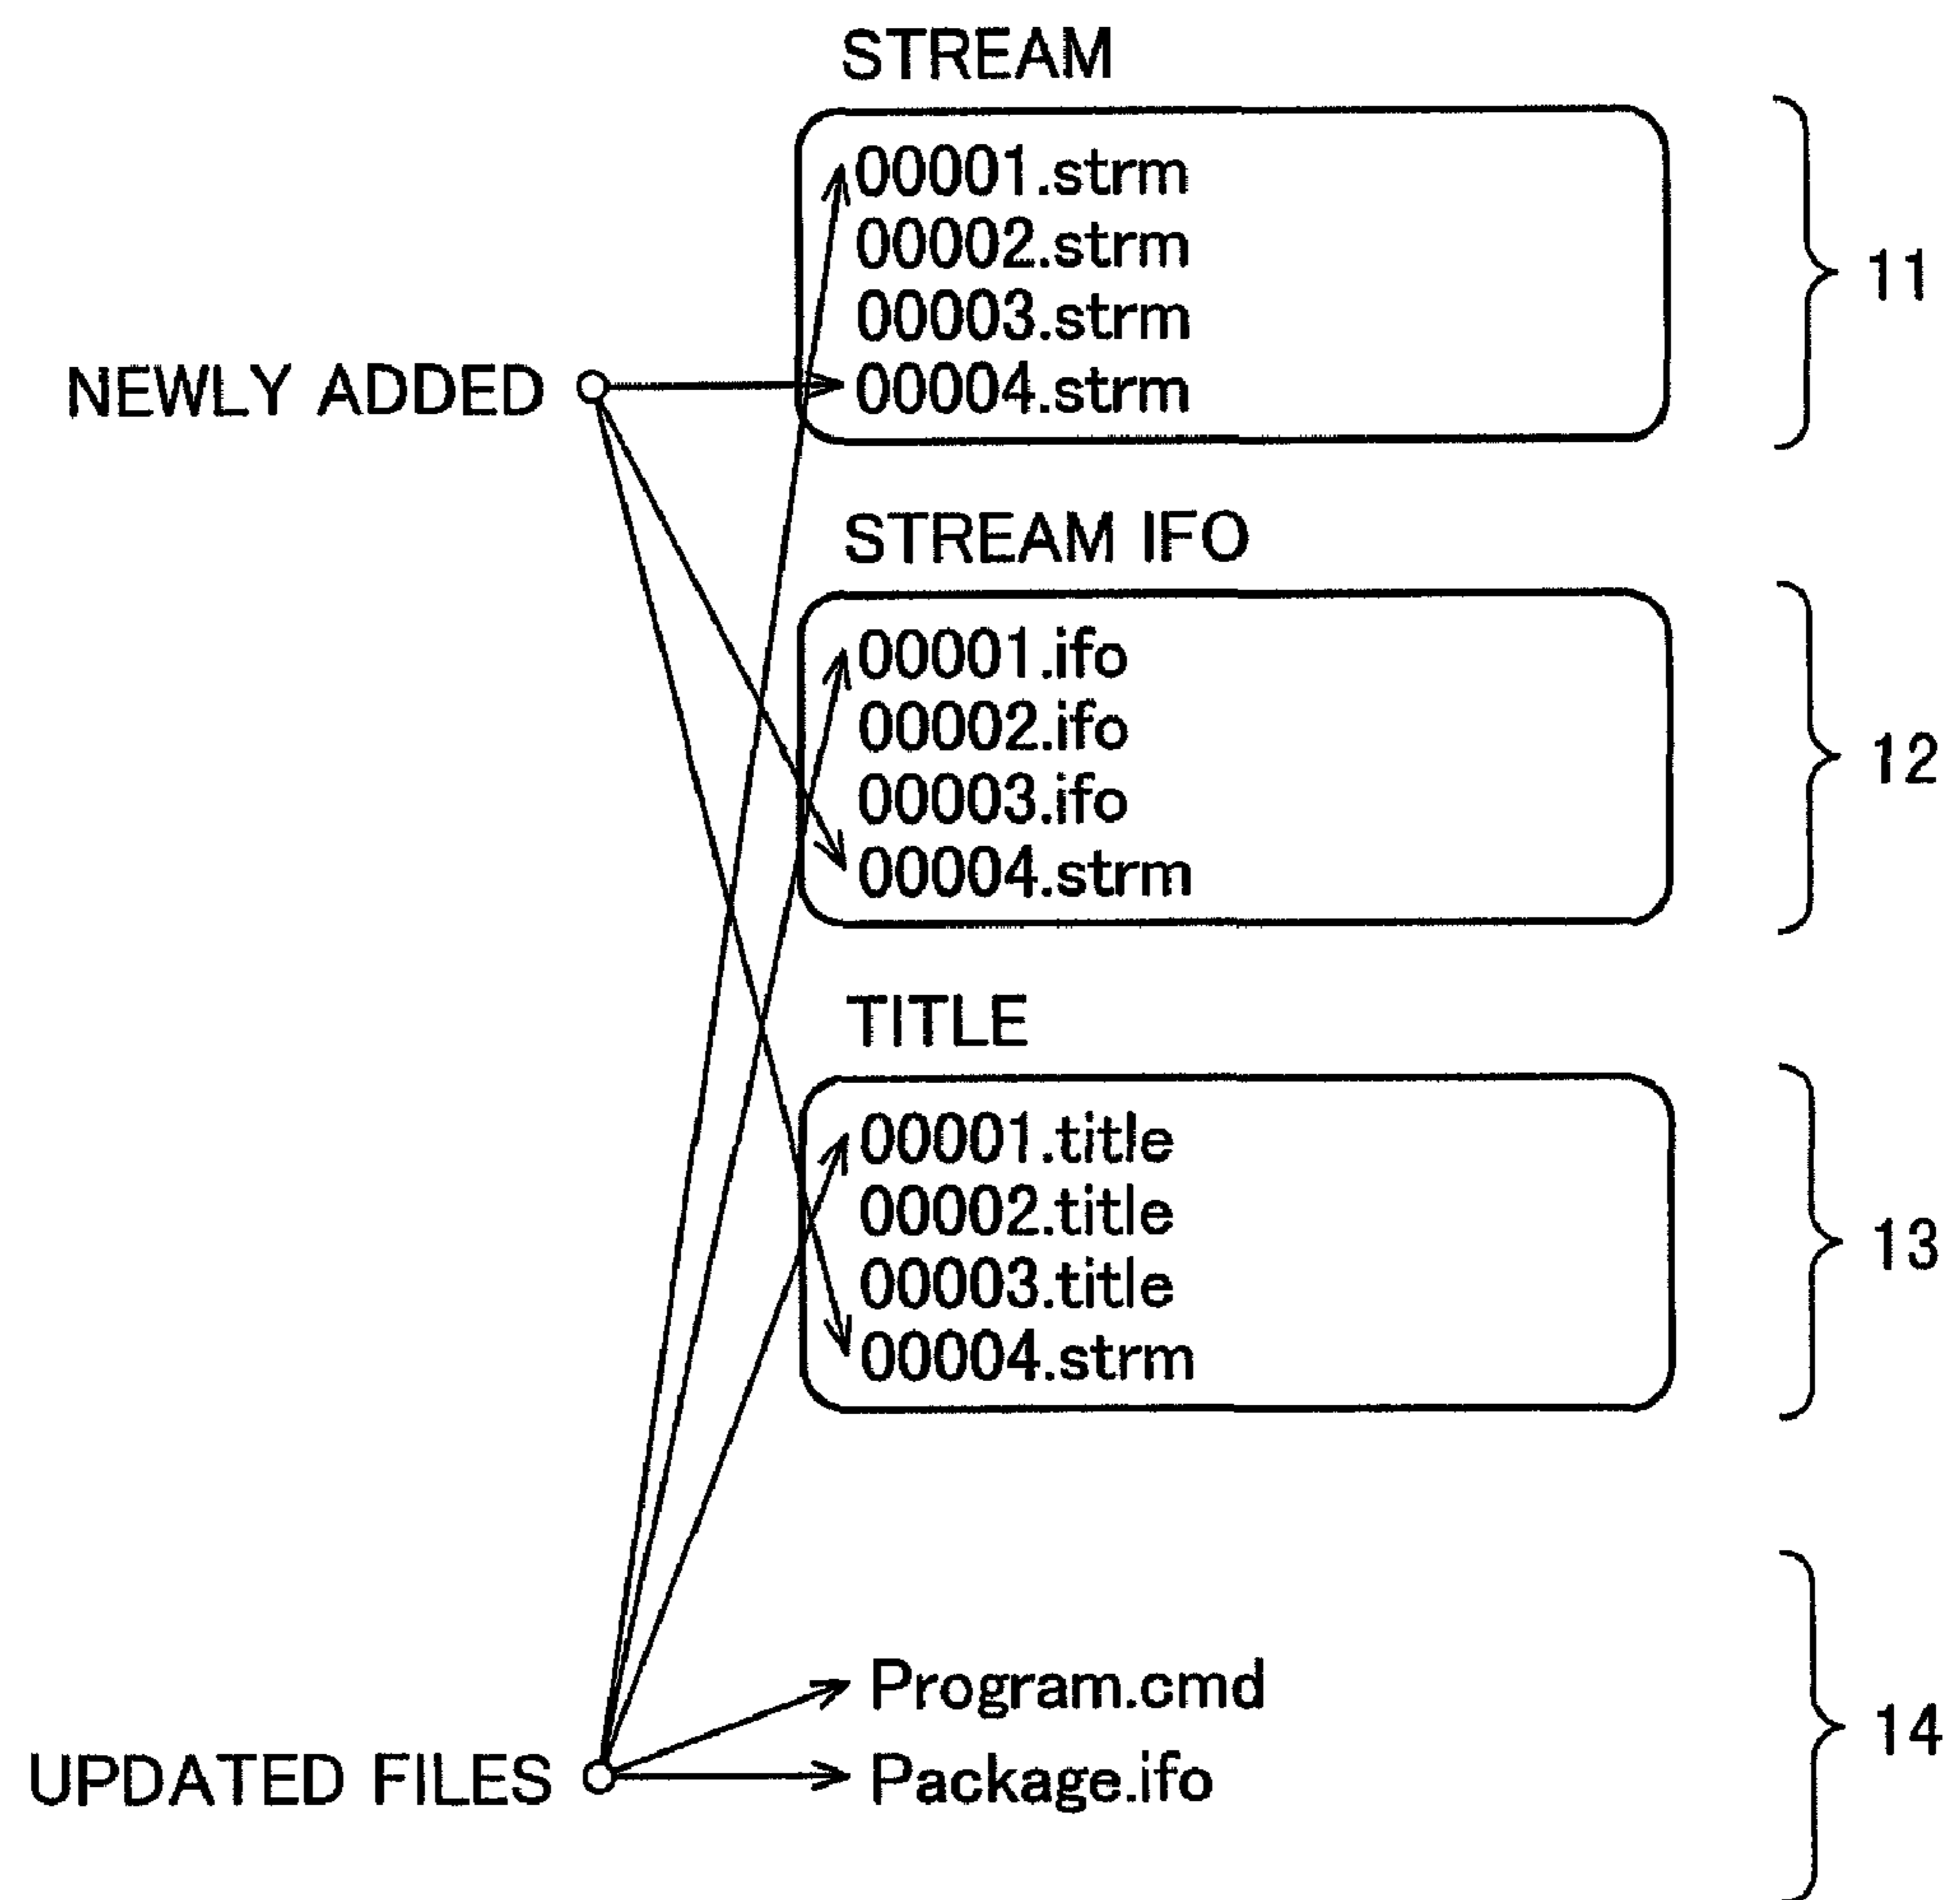 STREAM
00001.strm
00002.strm
00003.strm
00004.strm
11
NEWLY ADDED
STREAM IFO
00001.ifo
00002.ifo
00003.ifo
00004.strm
12
TITLE
00001.title
00002.title
00003.title
00004.strm
13
Program.cmd
Package.ifo
14
UPDATED FILES